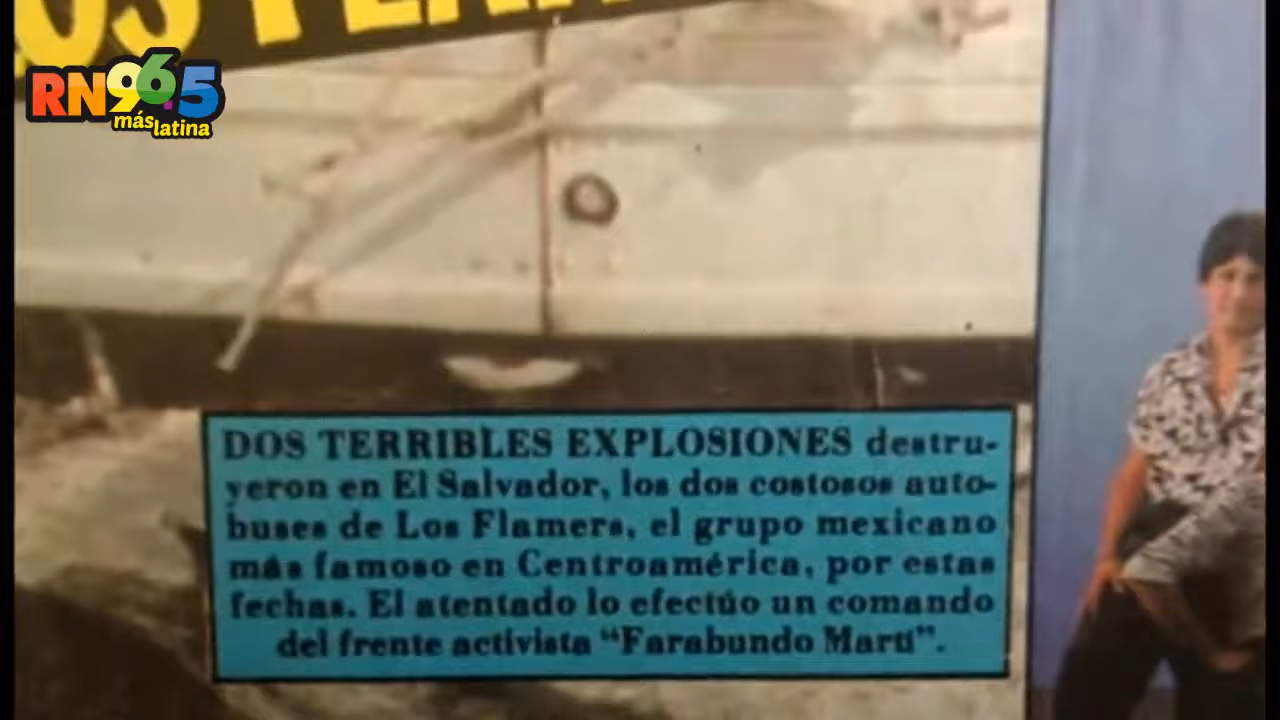 OS FLAM
RN96.5
más latina
DOS TERRIBLES EXPLOSIONES destru-
yeron en El Salvador, los dos costosos auto-
buses de Los Flamers, el grupo mexicano
más famoso en Centroamérica, por estas
fechas. El atentado lo efectúo un comando
del frente activista "Farabundo Martí".